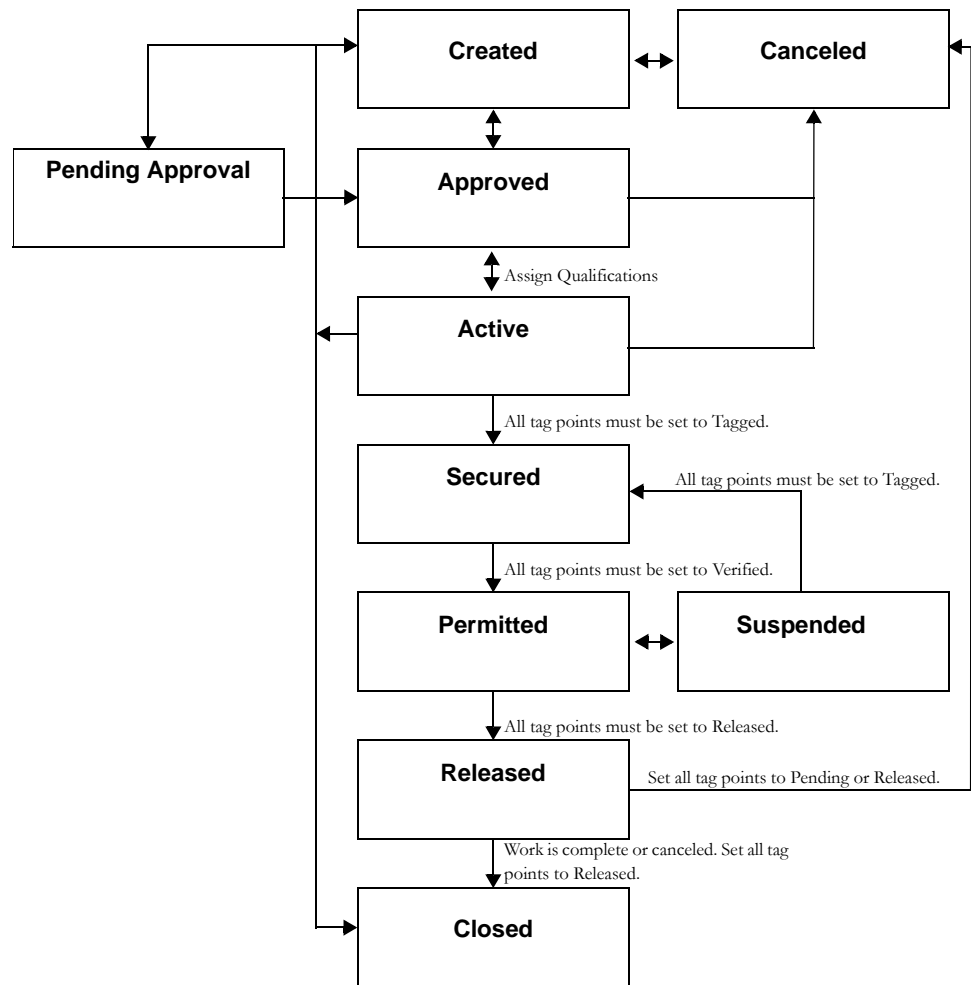 Created
Canceled
Pending Approval
Approved
Assign Qualifications
Active
All tag points must be set to Tagged.
Secured
All tag points must be set to Tagged.
All tag points must be set to Verified.
Permitted
Suspended
All tag points must be set to Released.
Released
Set all tag points to Pending or Released.
Work is complete or canceled. Set all tag
points to Released.
Closed